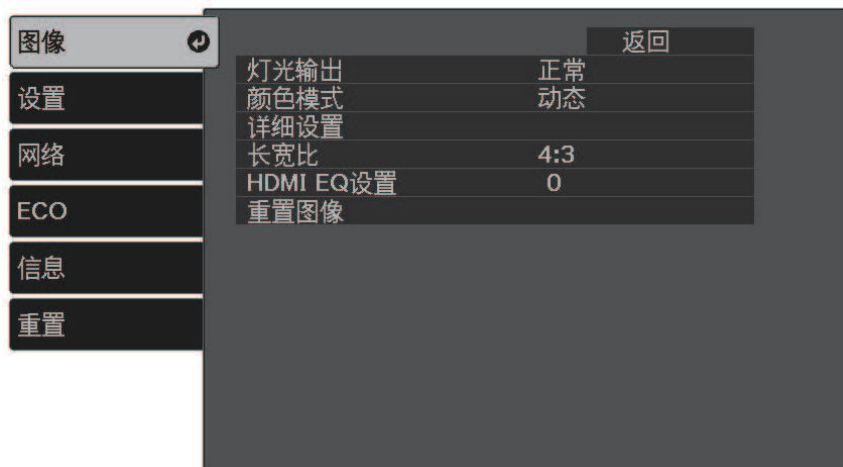 图像
设置
网络
ECO
信息
重置
返回
灯光输出 正常
颜色模式 动态
详细设置
长宽比 4:3
HDMI EQ设置 0
重置图像